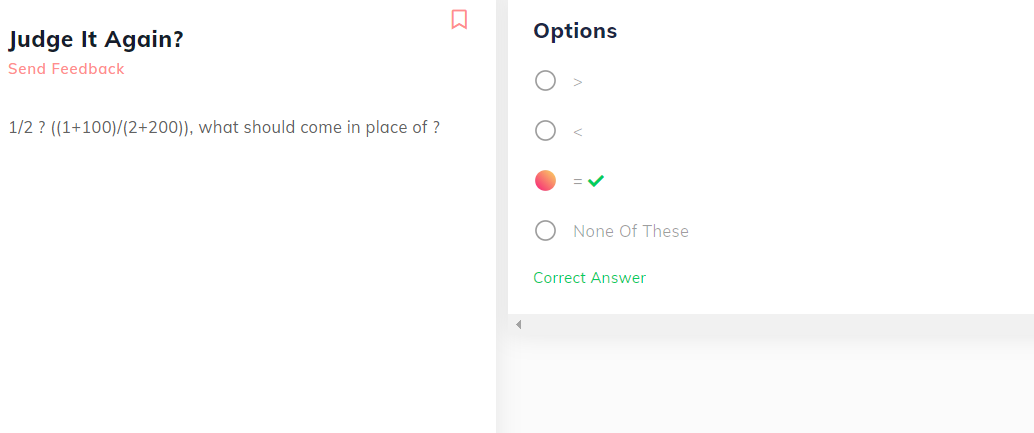 Judge It Again?
Send Feedback
1/2 ? ((1+100)/(2+200)), what should come in place of ?
Options
>
<
=
None Of These
Correct Answer